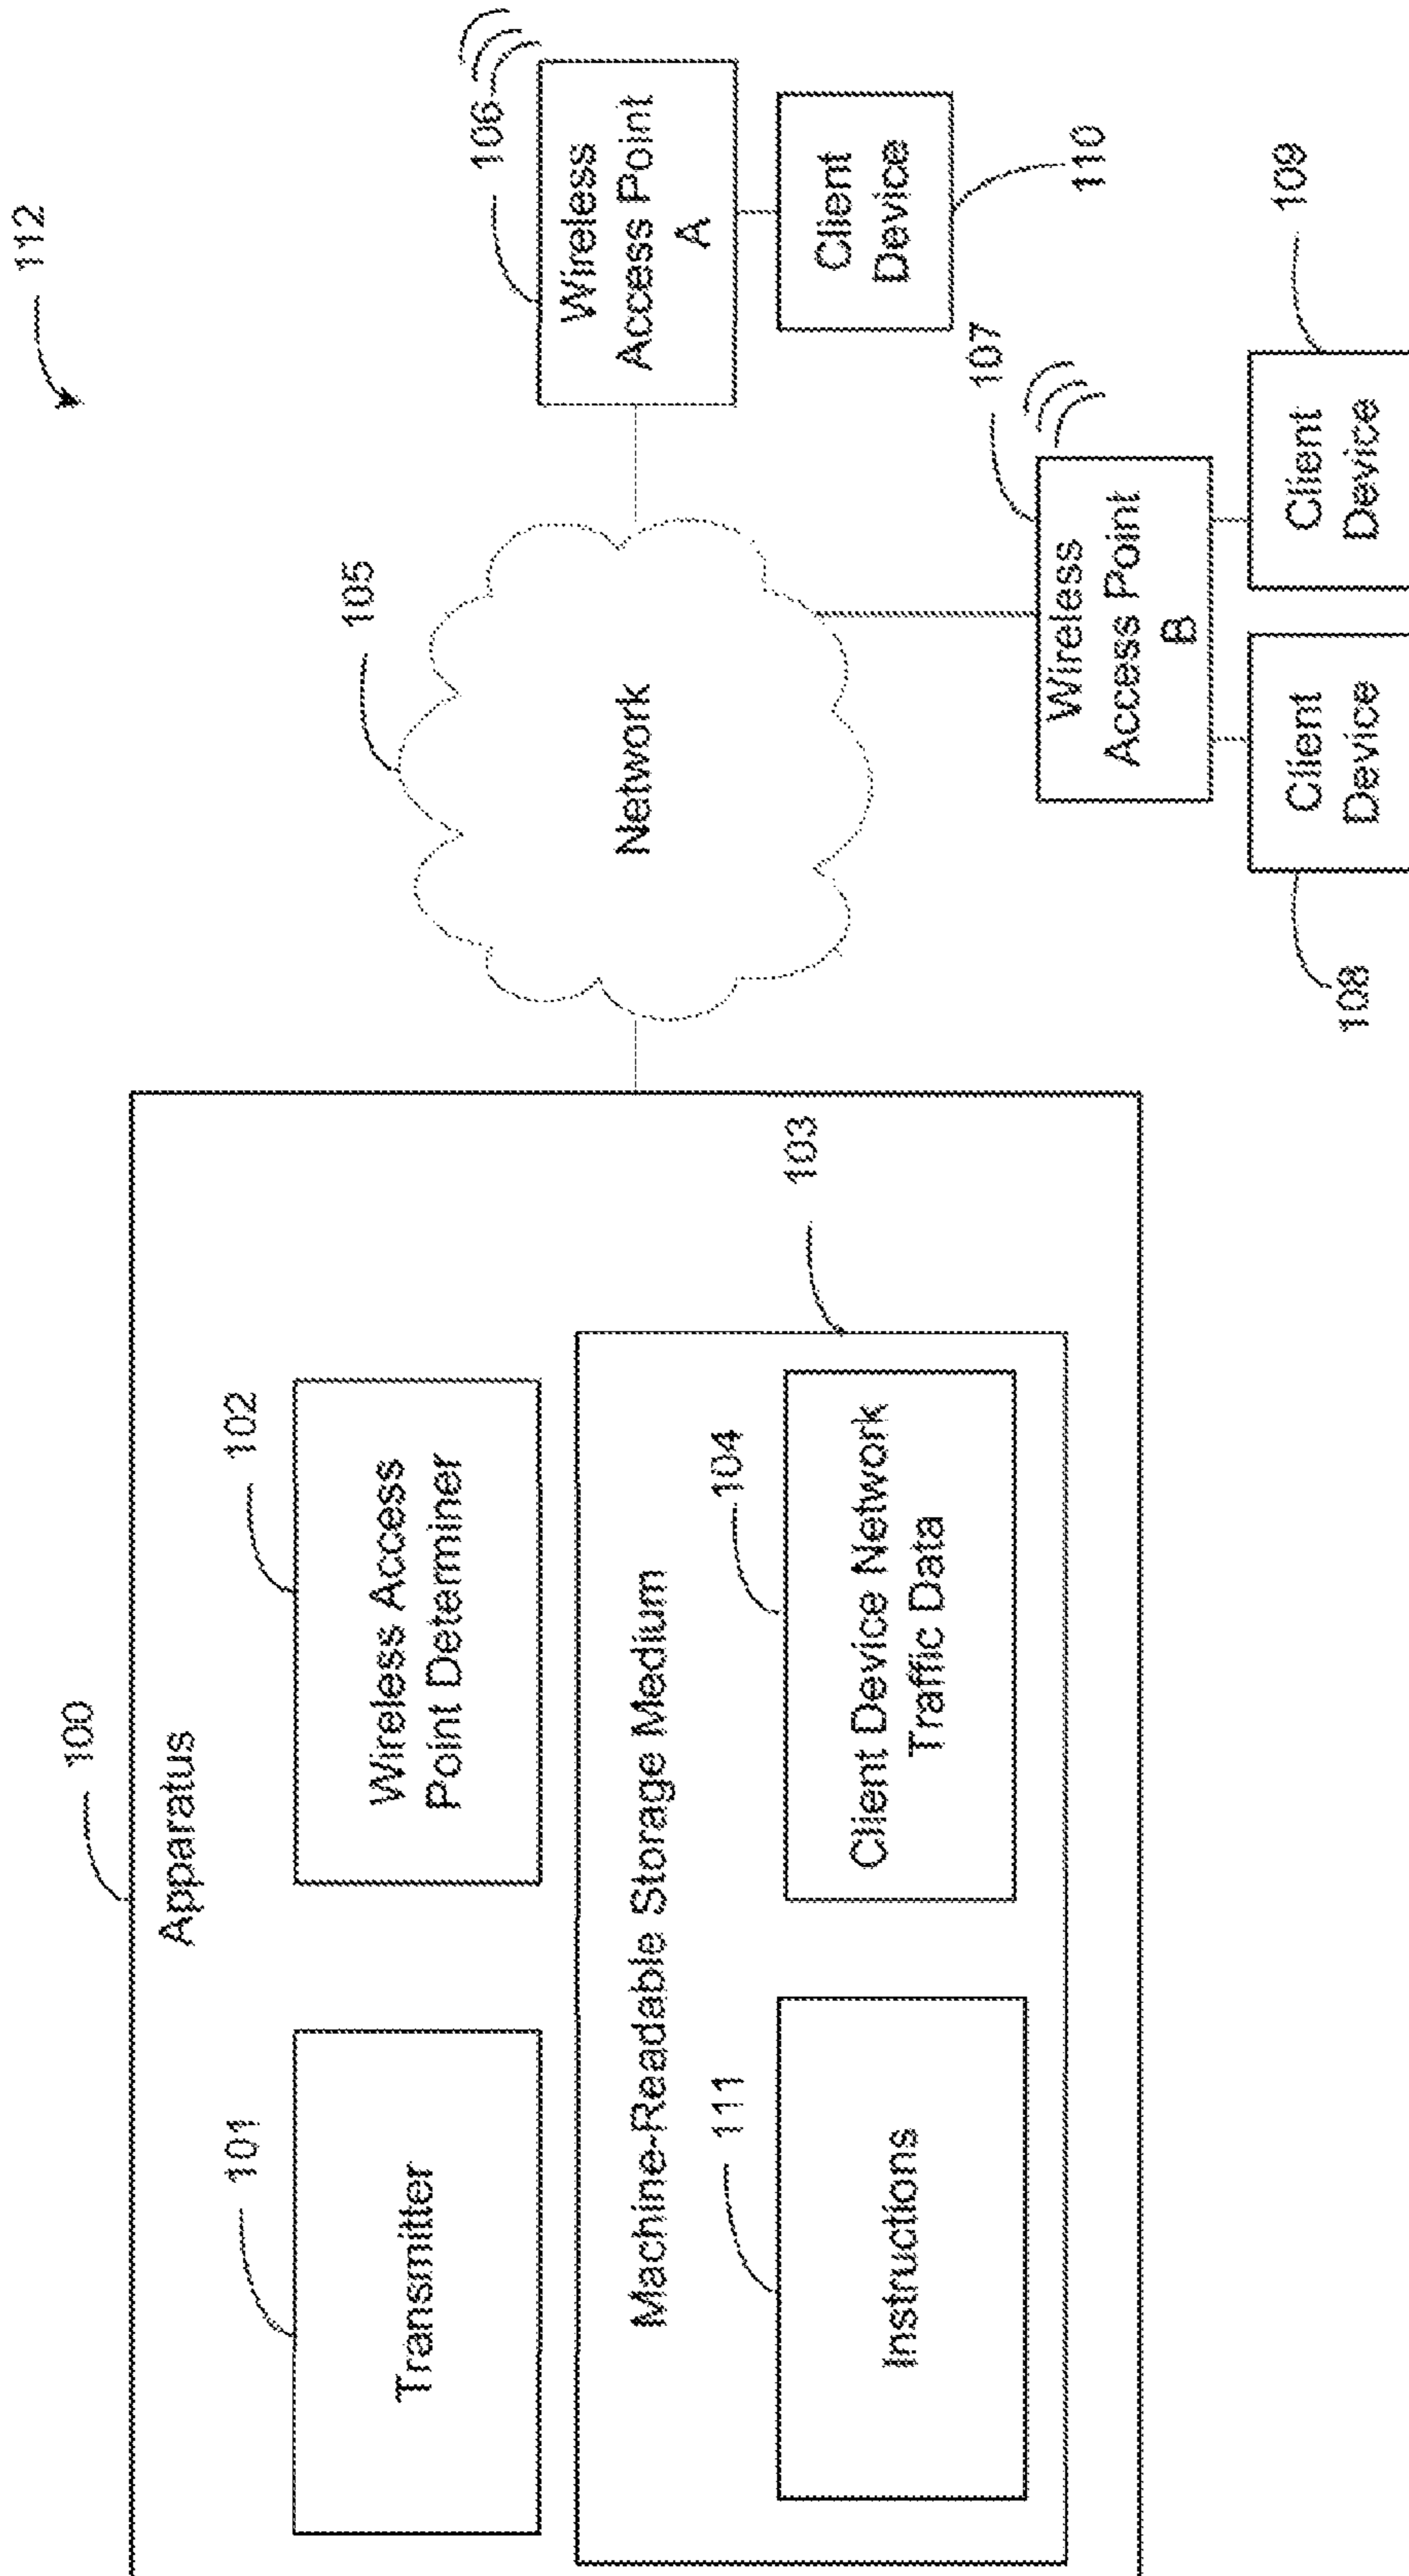 112
100
Apparatus
101
Transmitter
102
Wireless Access
Point Determiner
103
Machine-Readable Storage Medium
111
Instructions
104
Client Device Network
Traffic Data
105
Network
106
Wireless
Access Point
A
Client
Device
110
107
Wireless
Access Point
B
Client
Device
108
Client
Device
109